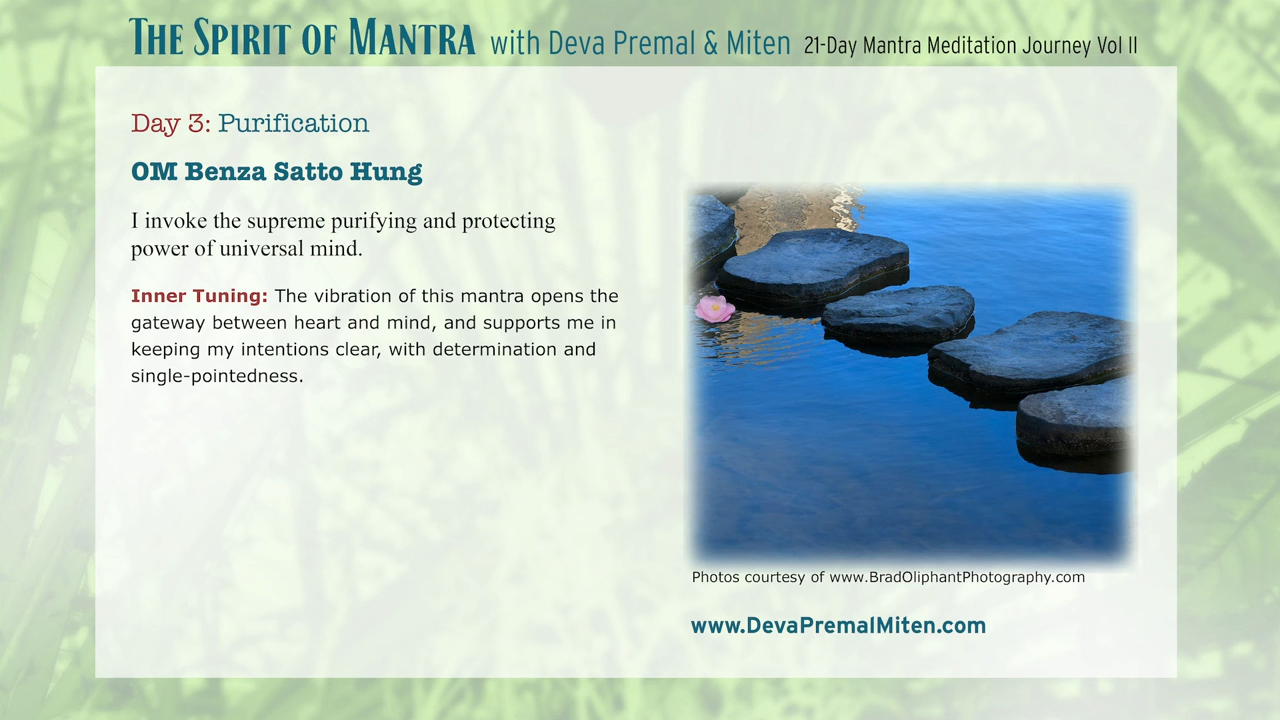 THE SPIRIT OF MANTRA with Deva Premal & Miten 21-Day Mantra Meditation Journey Vol II
Day 3: Purification
OM Benza Satto Hung
I invoke the supreme purifying and protecting
power of universal mind.
Inner Tuning: The vibration of this mantra opens the
gateway between heart and mind, and supports me in
keeping my intentions clear, with determination and
single-pointedness.
Photos courtesy of www.BradOliphantPhotography.com
www.DevaPremalMiten.com